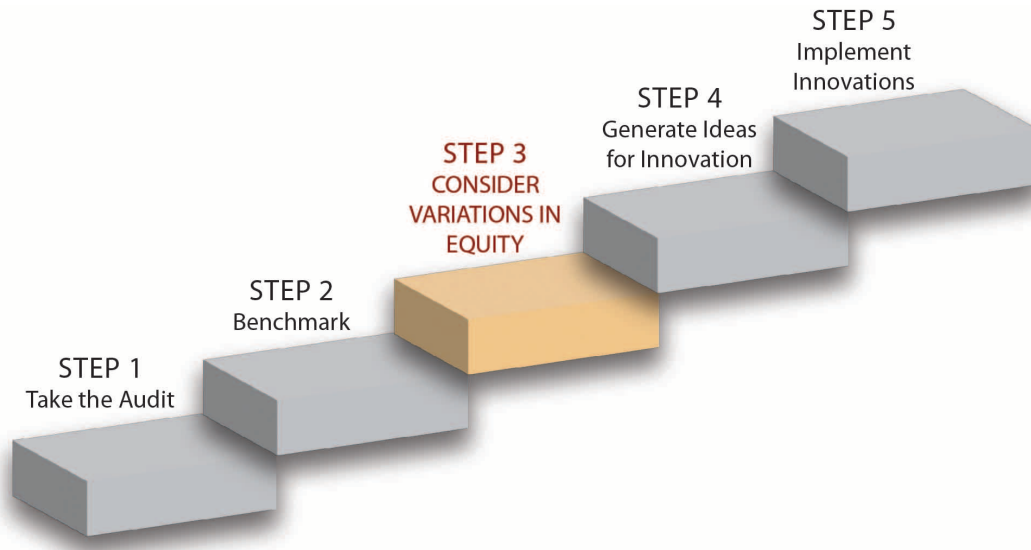 STEP 1
Take the Audit
STEP 2
Benchmark
STEP 3
CONSIDER
VARIATIONS IN
EQUITY
STEP 4
Generate Ideas
for Innovation
STEP 5
Implement
Innovations